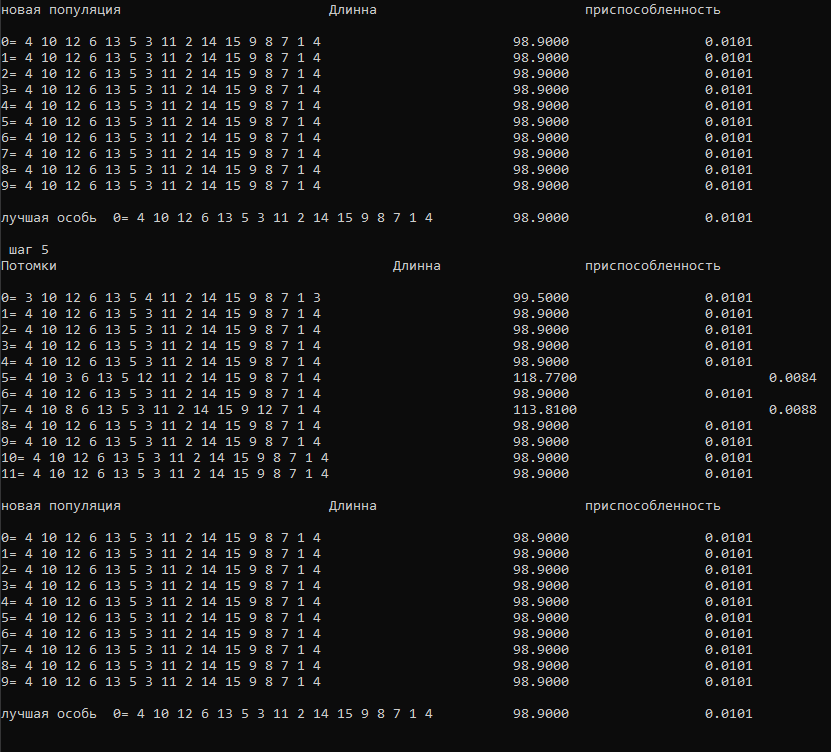 новая популяция Длинна приспособленность
0= 4 10 12 6 13 5 3 11 2 14 15 9 8 7 1 4 98.9000 0.0101
1= 4 10 12 6 13 5 3 11 2 14 15 9 8 7 1 4 98.9000 0.0101
2= 4 10 12 6 13 5 3 11 2 14 15 9 8 7 1 4 98.9000 0.0101
3= 4 10 12 6 13 5 3 11 2 14 15 9 8 7 1 4 98.9000 0.0101
4= 4 10 12 6 13 5 3 11 2 14 15 9 8 7 1 4 98.9000 0.0101
5= 4 10 12 6 13 5 3 11 2 14 15 9 8 7 1 4 98.9000 0.0101
6= 4 10 12 6 13 5 3 11 2 14 15 9 8 7 1 4 98.9000 0.0101
7= 4 10 12 6 13 5 3 11 2 14 15 9 8 7 1 4 98.9000 0.0101
8= 4 10 12 6 13 5 3 11 2 14 15 9 8 7 1 4 98.9000 0.0101
9= 4 10 12 6 13 5 3 11 2 14 15 9 8 7 1 4 98.9000 0.0101
лучшая особь 0= 4 10 12 6 13 5 3 11 2 14 15 9 8 7 1 4 98.9000 0.0101
шаг 5
Потомки Длинна приспособленность
0= 3 10 12 6 13 5 4 11 2 14 15 9 8 7 1 3 99.5000 0.0101
1= 4 10 12 6 13 5 3 11 2 14 15 9 8 7 1 4 98.9000 0.0101
2= 4 10 12 6 13 5 3 11 2 14 15 9 8 7 1 4 98.9000 0.0101
3= 4 10 12 6 13 5 3 11 2 14 15 9 8 7 1 4 98.9000 0.0101
4= 4 10 12 6 13 5 3 11 2 14 15 9 8 7 1 4 98.9000 0.0101
5= 4 10 3 6 13 5 12 11 2 14 15 9 8 7 1 4 118.7700 0.0084
6= 4 10 12 6 13 5 3 11 2 14 15 9 8 7 1 4 98.9000 0.0101
7= 4 10 8 6 13 5 3 11 2 14 15 9 12 7 1 4 113.8100 0.0088
8= 4 10 12 6 13 5 3 11 2 14 15 9 8 7 1 4 98.9000 0.0101
9= 4 10 12 6 13 5 3 11 2 14 15 9 8 7 1 4 98.9000 0.0101
10= 4 10 12 6 13 5 3 11 2 14 15 9 8 7 1 4 98.9000 0.0101
11= 4 10 12 6 13 5 3 11 2 14 15 9 8 7 1 4 98.9000 0.0101
новая популяция Длинна приспособленность
0= 4 10 12 6 13 5 3 11 2 14 15 9 8 7 1 4 98.9000 0.0101
1= 4 10 12 6 13 5 3 11 2 14 15 9 8 7 1 4 98.9000 0.0101
2= 4 10 12 6 13 5 3 11 2 14 15 9 8 7 1 4 98.9000 0.0101
3= 4 10 12 6 13 5 3 11 2 14 15 9 8 7 1 4 98.9000 0.0101
4= 4 10 12 6 13 5 3 11 2 14 15 9 8 7 1 4 98.9000 0.0101
5= 4 10 12 6 13 5 3 11 2 14 15 9 8 7 1 4 98.9000 0.0101
6= 4 10 12 6 13 5 3 11 2 14 15 9 8 7 1 4 98.9000 0.0101
7= 4 10 12 6 13 5 3 11 2 14 15 9 8 7 1 4 98.9000 0.0101
8= 4 10 12 6 13 5 3 11 2 14 15 9 8 7 1 4 98.9000 0.0101
9= 4 10 12 6 13 5 3 11 2 14 15 9 8 7 1 4 98.9000 0.0101
лучшая особь 0= 4 10 12 6 13 5 3 11 2 14 15 9 8 7 1 4 98.9000 0.0101